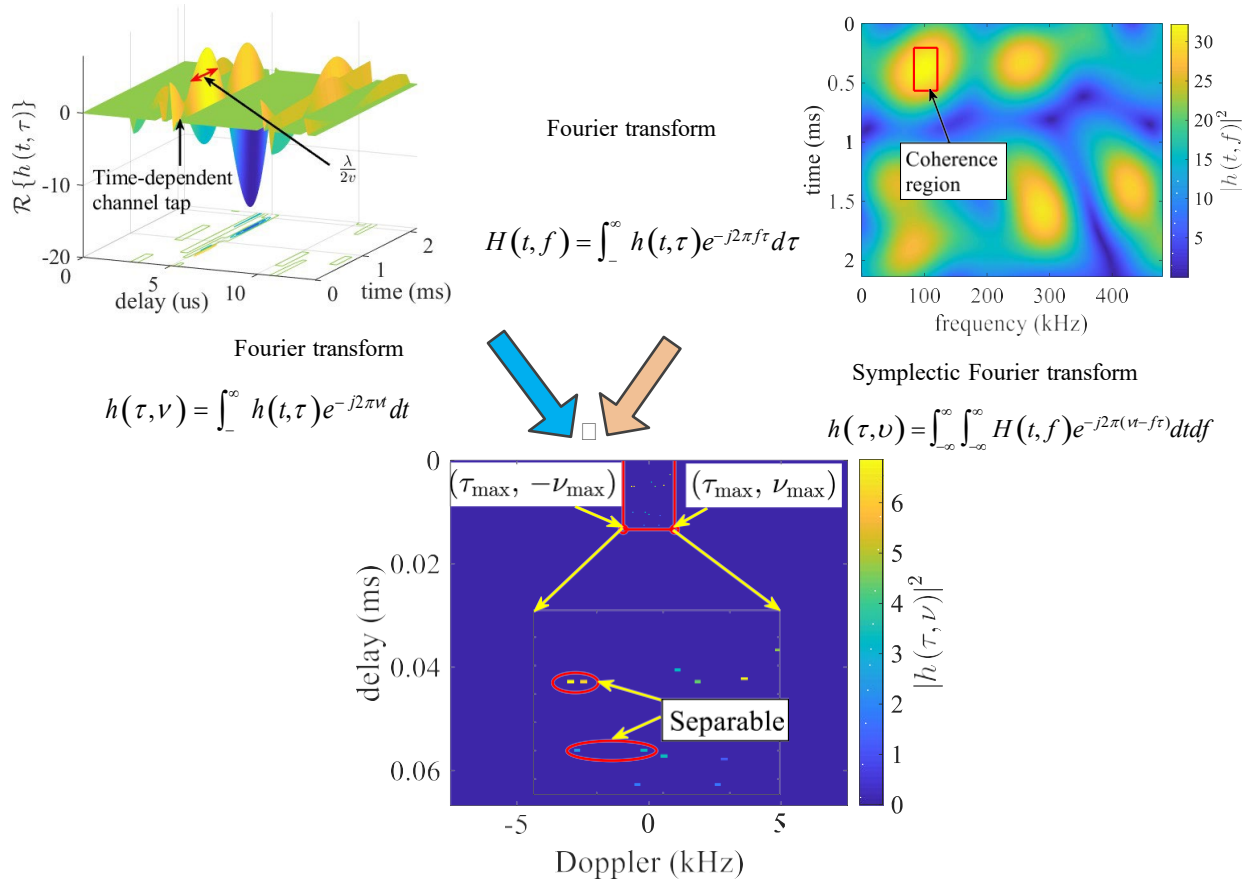 0
-10
-20
ℛ{h(t,τ)}
Time-dependent
channel tap
λ/2v
0
5
10
delay (us)
0
1
2
time (ms)
Fourier transform
H(t,f)=∫_-^∞ h(t,τ)e^{-j2πfτ}dτ
0
0.5
1
1.5
2
time (ms)
Coherence
region
0
100
200
300
400
frequency (kHz)
30
25
20
15
10
5
0
|h(t,f)|²
Fourier transform
h(τ,ν)=∫_-^∞ h(t,τ)e^{-j2πνt}dt
Symplectic Fourier transform
h(τ,υ)=∫_{-∞}^∞∫_{-∞}^∞ H(t,f)e^{-j2π(νt-fτ)}dtdf
□
(τ_max, -ν_max)
(τ_max, ν_max)
0
0.02
0.04
0.06
delay (ms)
Separable
-5
0
5
Doppler (kHz)
6
5
4
3
2
1
0
|h(τ,ν)|²